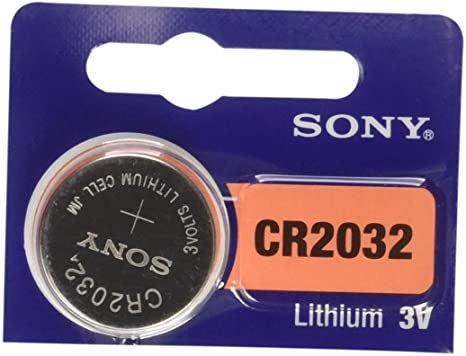 SONY®
CR2032
Lithium 3V
3VOLTS LITHIUM CELL JM
+
SONY
CR2032